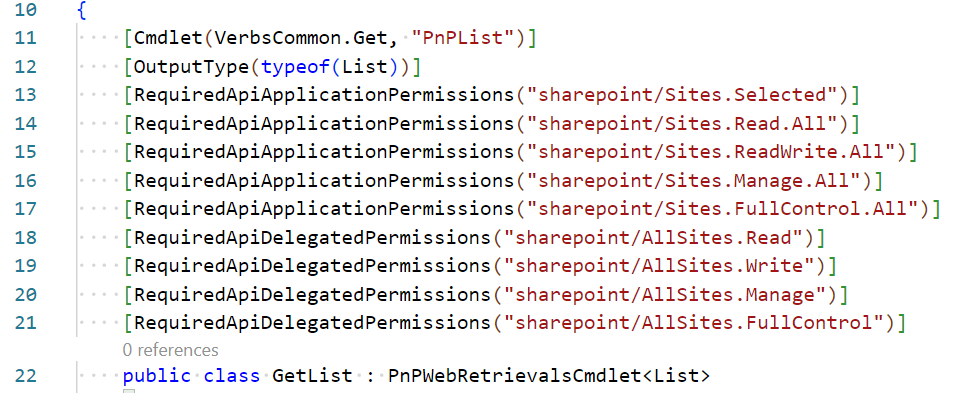 10 {
11 [Cmdlet(VerbsCommon.Get, "PnPList")]
12 [OutputType(typeof(List))]
13 [RequiredApiApplicationPermissions("sharepoint/Sites.Selected")]
14 [RequiredApiApplicationPermissions("sharepoint/Sites.Read.All")]
15 [RequiredApiApplicationPermissions("sharepoint/Sites.ReadWrite.All")]
16 [RequiredApiApplicationPermissions("sharepoint/Sites.Manage.All")]
17 [RequiredApiApplicationPermissions("sharepoint/Sites.FullControl.All")]
18 [RequiredApiDelegatedPermissions("sharepoint/AllSites.Read")]
19 [RequiredApiDelegatedPermissions("sharepoint/AllSites.Write")]
20 [RequiredApiDelegatedPermissions("sharepoint/AllSites.Manage")]
21 [RequiredApiDelegatedPermissions("sharepoint/AllSites.FullControl")]
0 references
22 public class GetList : PnPWebRetrievalsCmdlet<List>